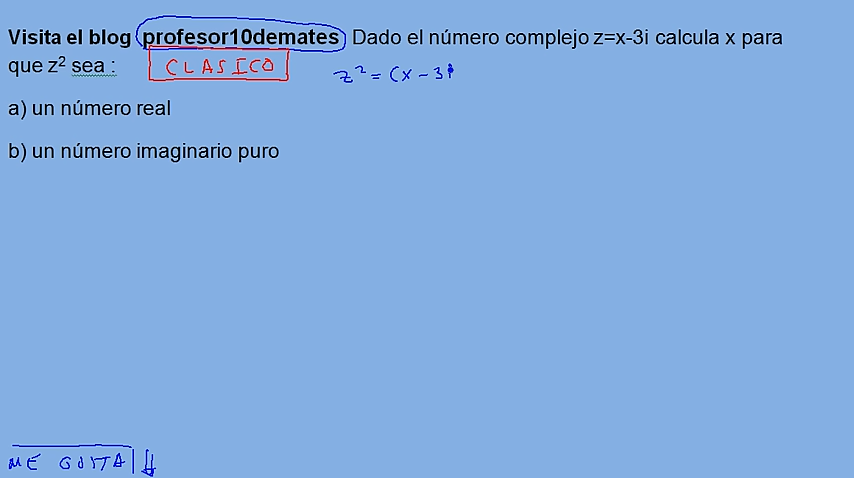 Visita el blog profesor10demates Dado el número complejo z=x-3i calcula x para
que z² sea :
CLASICO
z² = (x - 3i
a) un número real
b) un número imaginario puro
ME GUSTA